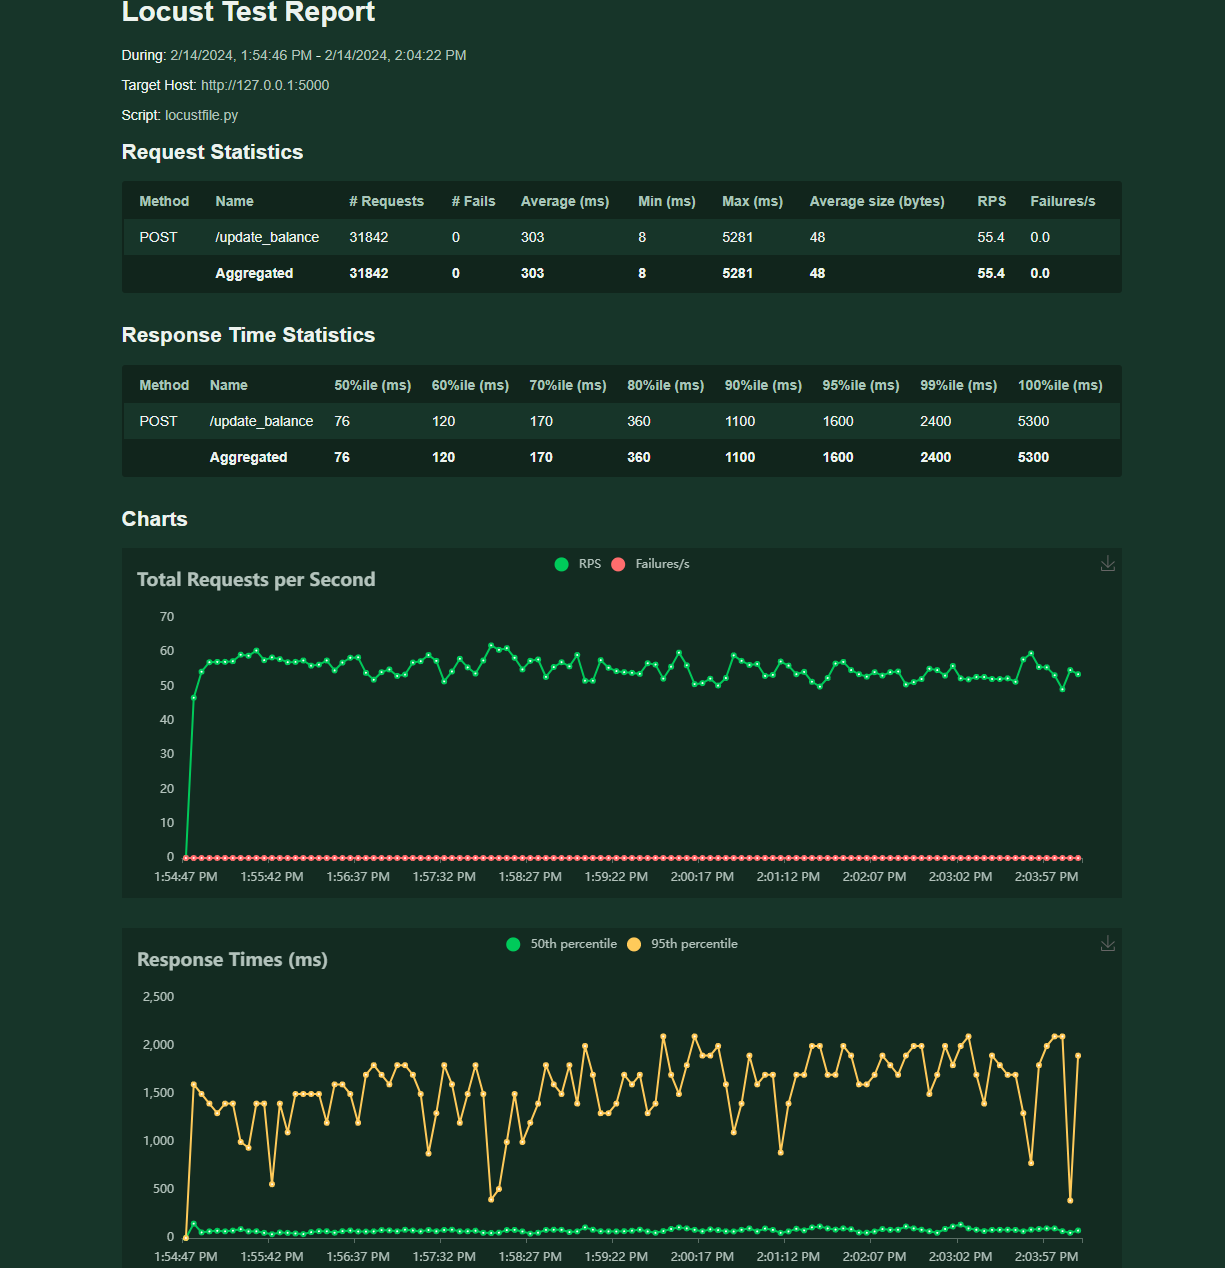 Locust Test Report
During: 2/14/2024, 1:54:46 PM - 2/14/2024, 2:04:22 PM
Target Host: http://127.0.0.1:5000
Script: locustfile.py
Request Statistics
Method Name # Requests # Fails Average (ms) Min (ms) Max (ms) Average size (bytes) RPS Failures/s
POST /update_balance 31842 0 303 8 5281 48 55.4 0.0
Aggregated 31842 0 303 8 5281 48 55.4 0.0
Response Time Statistics
Method Name 50%ile (ms) 60%ile (ms) 70%ile (ms) 80%ile (ms) 90%ile (ms) 95%ile (ms) 99%ile (ms) 100%ile (ms)
POST /update_balance 76 120 170 360 1100 1600 2400 5300
Aggregated 76 120 170 360 1100 1600 2400 5300
Charts
RPS Failures/s
Total Requests per Second
70
60
50
40
30
20
10
0
1:54:47 PM 1:55:42 PM 1:56:37 PM 1:57:32 PM 1:58:27 PM 1:59:22 PM 2:00:17 PM 2:01:12 PM 2:02:07 PM 2:03:02 PM 2:03:57 PM
50th percentile 95th percentile
Response Times (ms)
2,500
2,000
1,500
1,000
500
0
1:54:47 PM 1:55:42 PM 1:56:37 PM 1:57:32 PM 1:58:27 PM 1:59:22 PM 2:00:17 PM 2:01:12 PM 2:02:07 PM 2:03:02 PM 2:03:57 PM